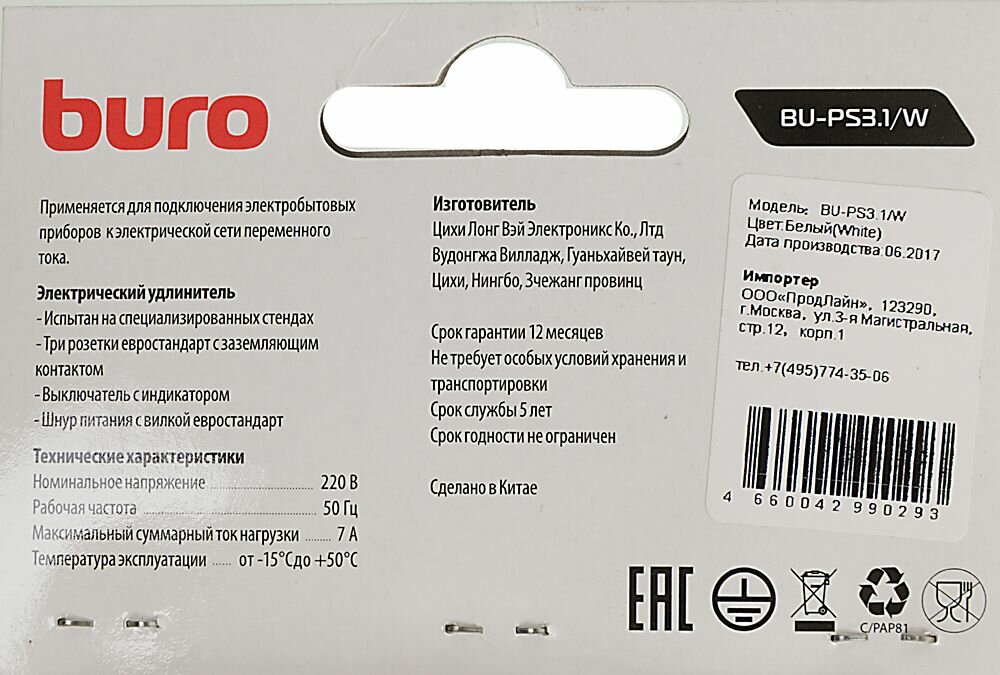 buro
BU-PS3.1/W
Применяется для подключения электробытовых
приборов к электрической сети переменного
тока.
Электрический удлинитель
- Испытан на специализированных стендах
- Три розетки евростандарт с заземляющим
контактом
- Выключатель с индикатором
- Шнур питания с вилкой евростандарт
Технические характеристики
Номинальное напряжение ........ 220 В
Рабочая частота ........ 50 Гц
Максимальный суммарный ток нагрузки ...... 7 А
Температура эксплуатации ..... от -15°Сдо +50°С
Изготовитель
Цихи Лонг Вэй Электроникс Ко., Лтд
Вудонгжа Вилладж, Гуаньхайвей таун,
Цихи, Нингбо, Зчежанг провинц
Срок гарантии 12 месяцев
Не требует особых условий хранения и
транспортировки
Срок службы 5 лет
Срок годности не ограничен
Сделано в Китае
Модель: BU-PS3.1/W
Цвет:Белый(White)
Дата производства:06.2017
Импортер
ООО«ПродЛайн», 123290,
г.Москва, ул.3-я Магистральная,
стр.12, корп.1
тел.+7(495)774-35-06
4 660042 990293
EAC
C/PAP81